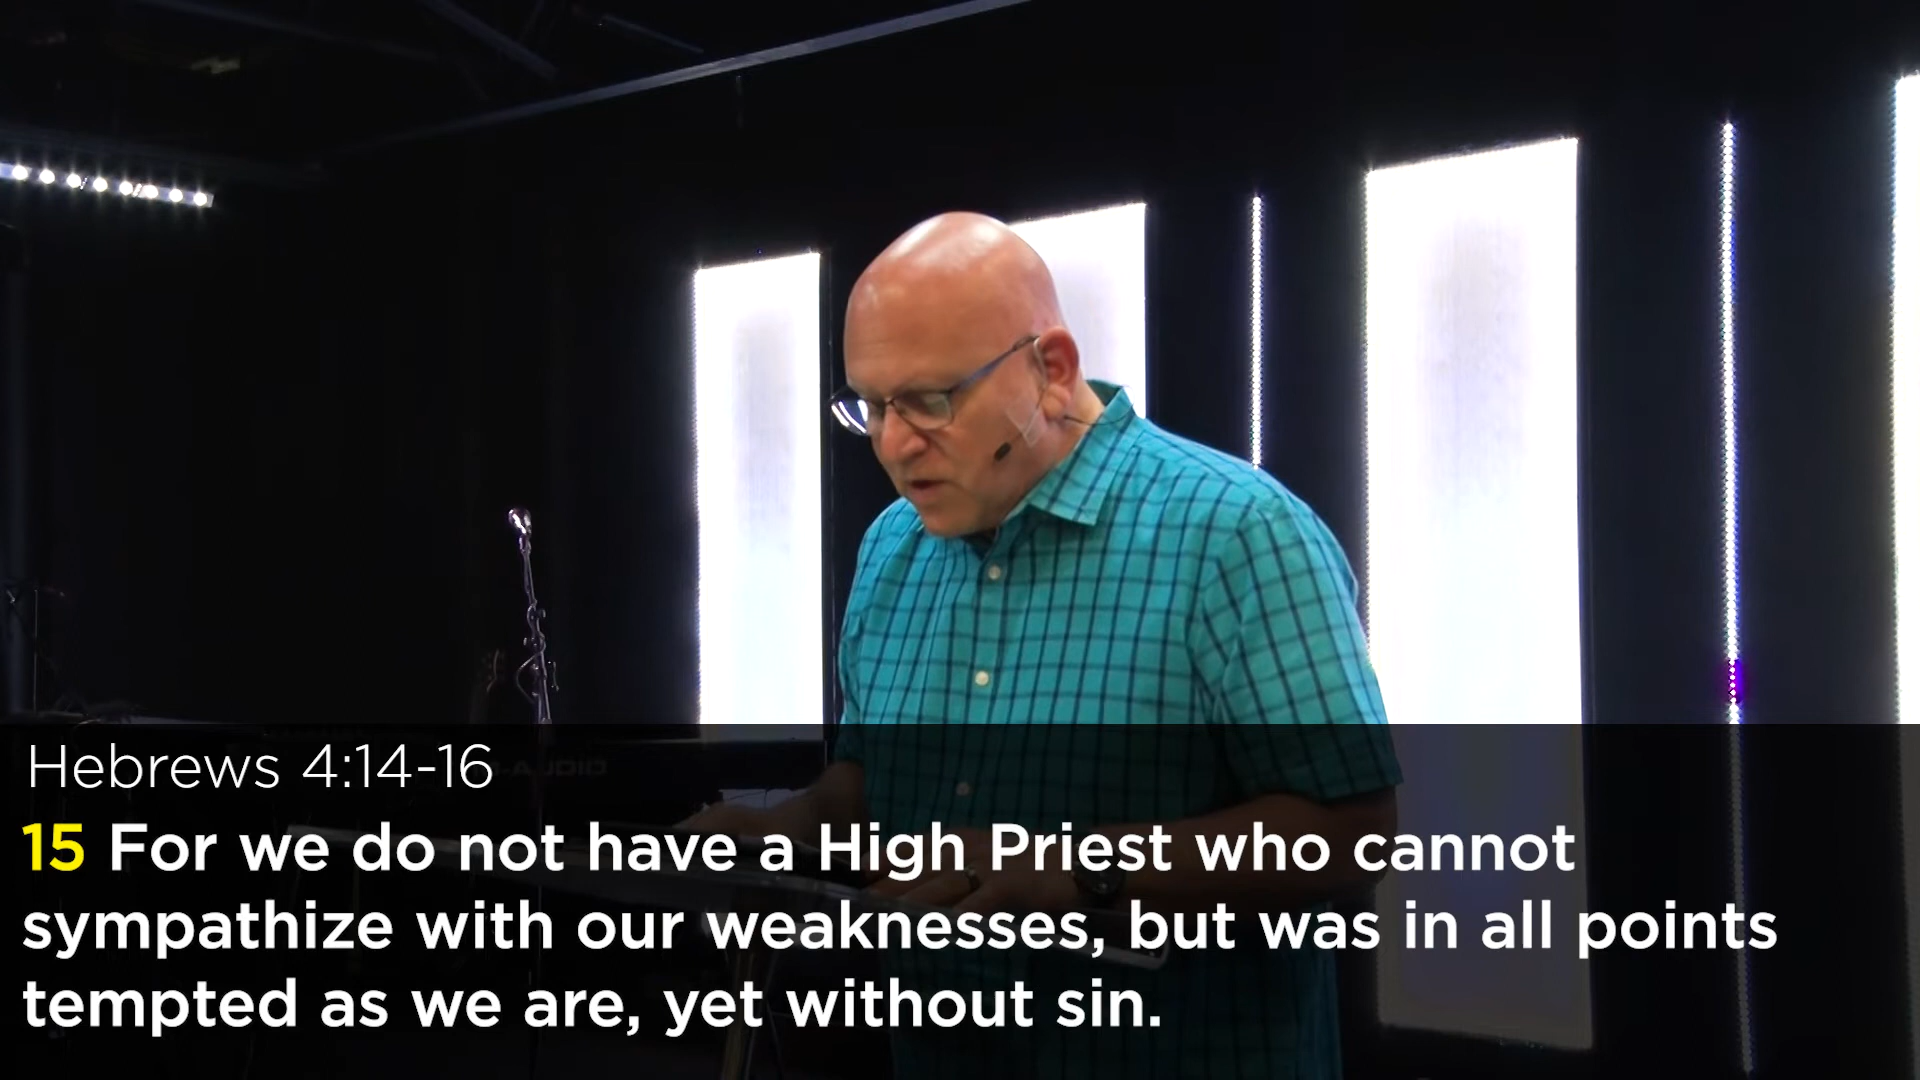 Hebrews 4:14-16
15 For we do not have a High Priest who cannot
sympathize with our weaknesses, but was in all points
tempted as we are, yet without sin.